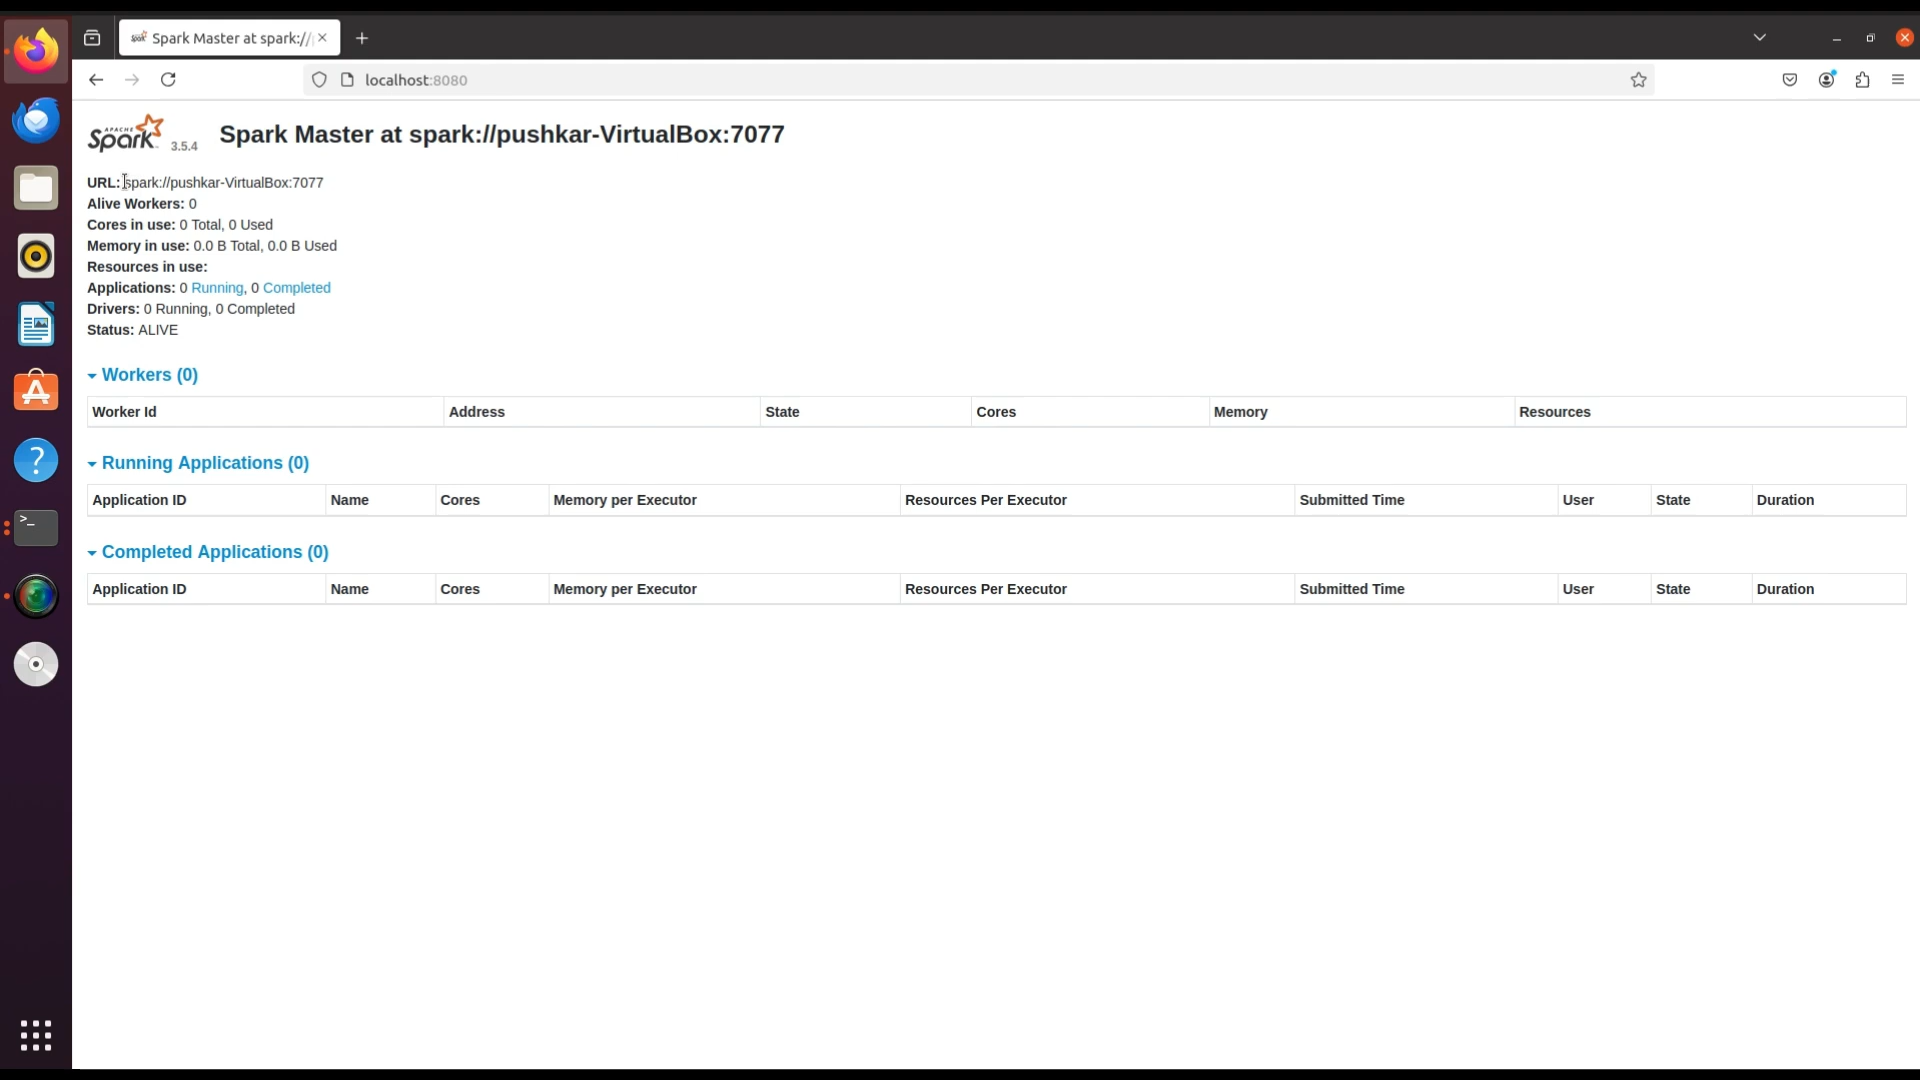 Spark Master at spark://
localhost:8080
APACHE Spark 3.5.4
Spark Master at spark://pushkar-VirtualBox:7077
URL: spark://pushkar-VirtualBox:7077
Alive Workers: 0
Cores in use: 0 Total, 0 Used
Memory in use: 0.0 B Total, 0.0 B Used
Resources in use:
Applications: 0 Running, 0 Completed
Drivers: 0 Running, 0 Completed
Status: ALIVE
Workers (0)
Worker Id Address State Cores Memory Resources
Running Applications (0)
Application ID Name Cores Memory per Executor Resources Per Executor Submitted Time User State Duration
Completed Applications (0)
Application ID Name Cores Memory per Executor Resources Per Executor Submitted Time User State Duration